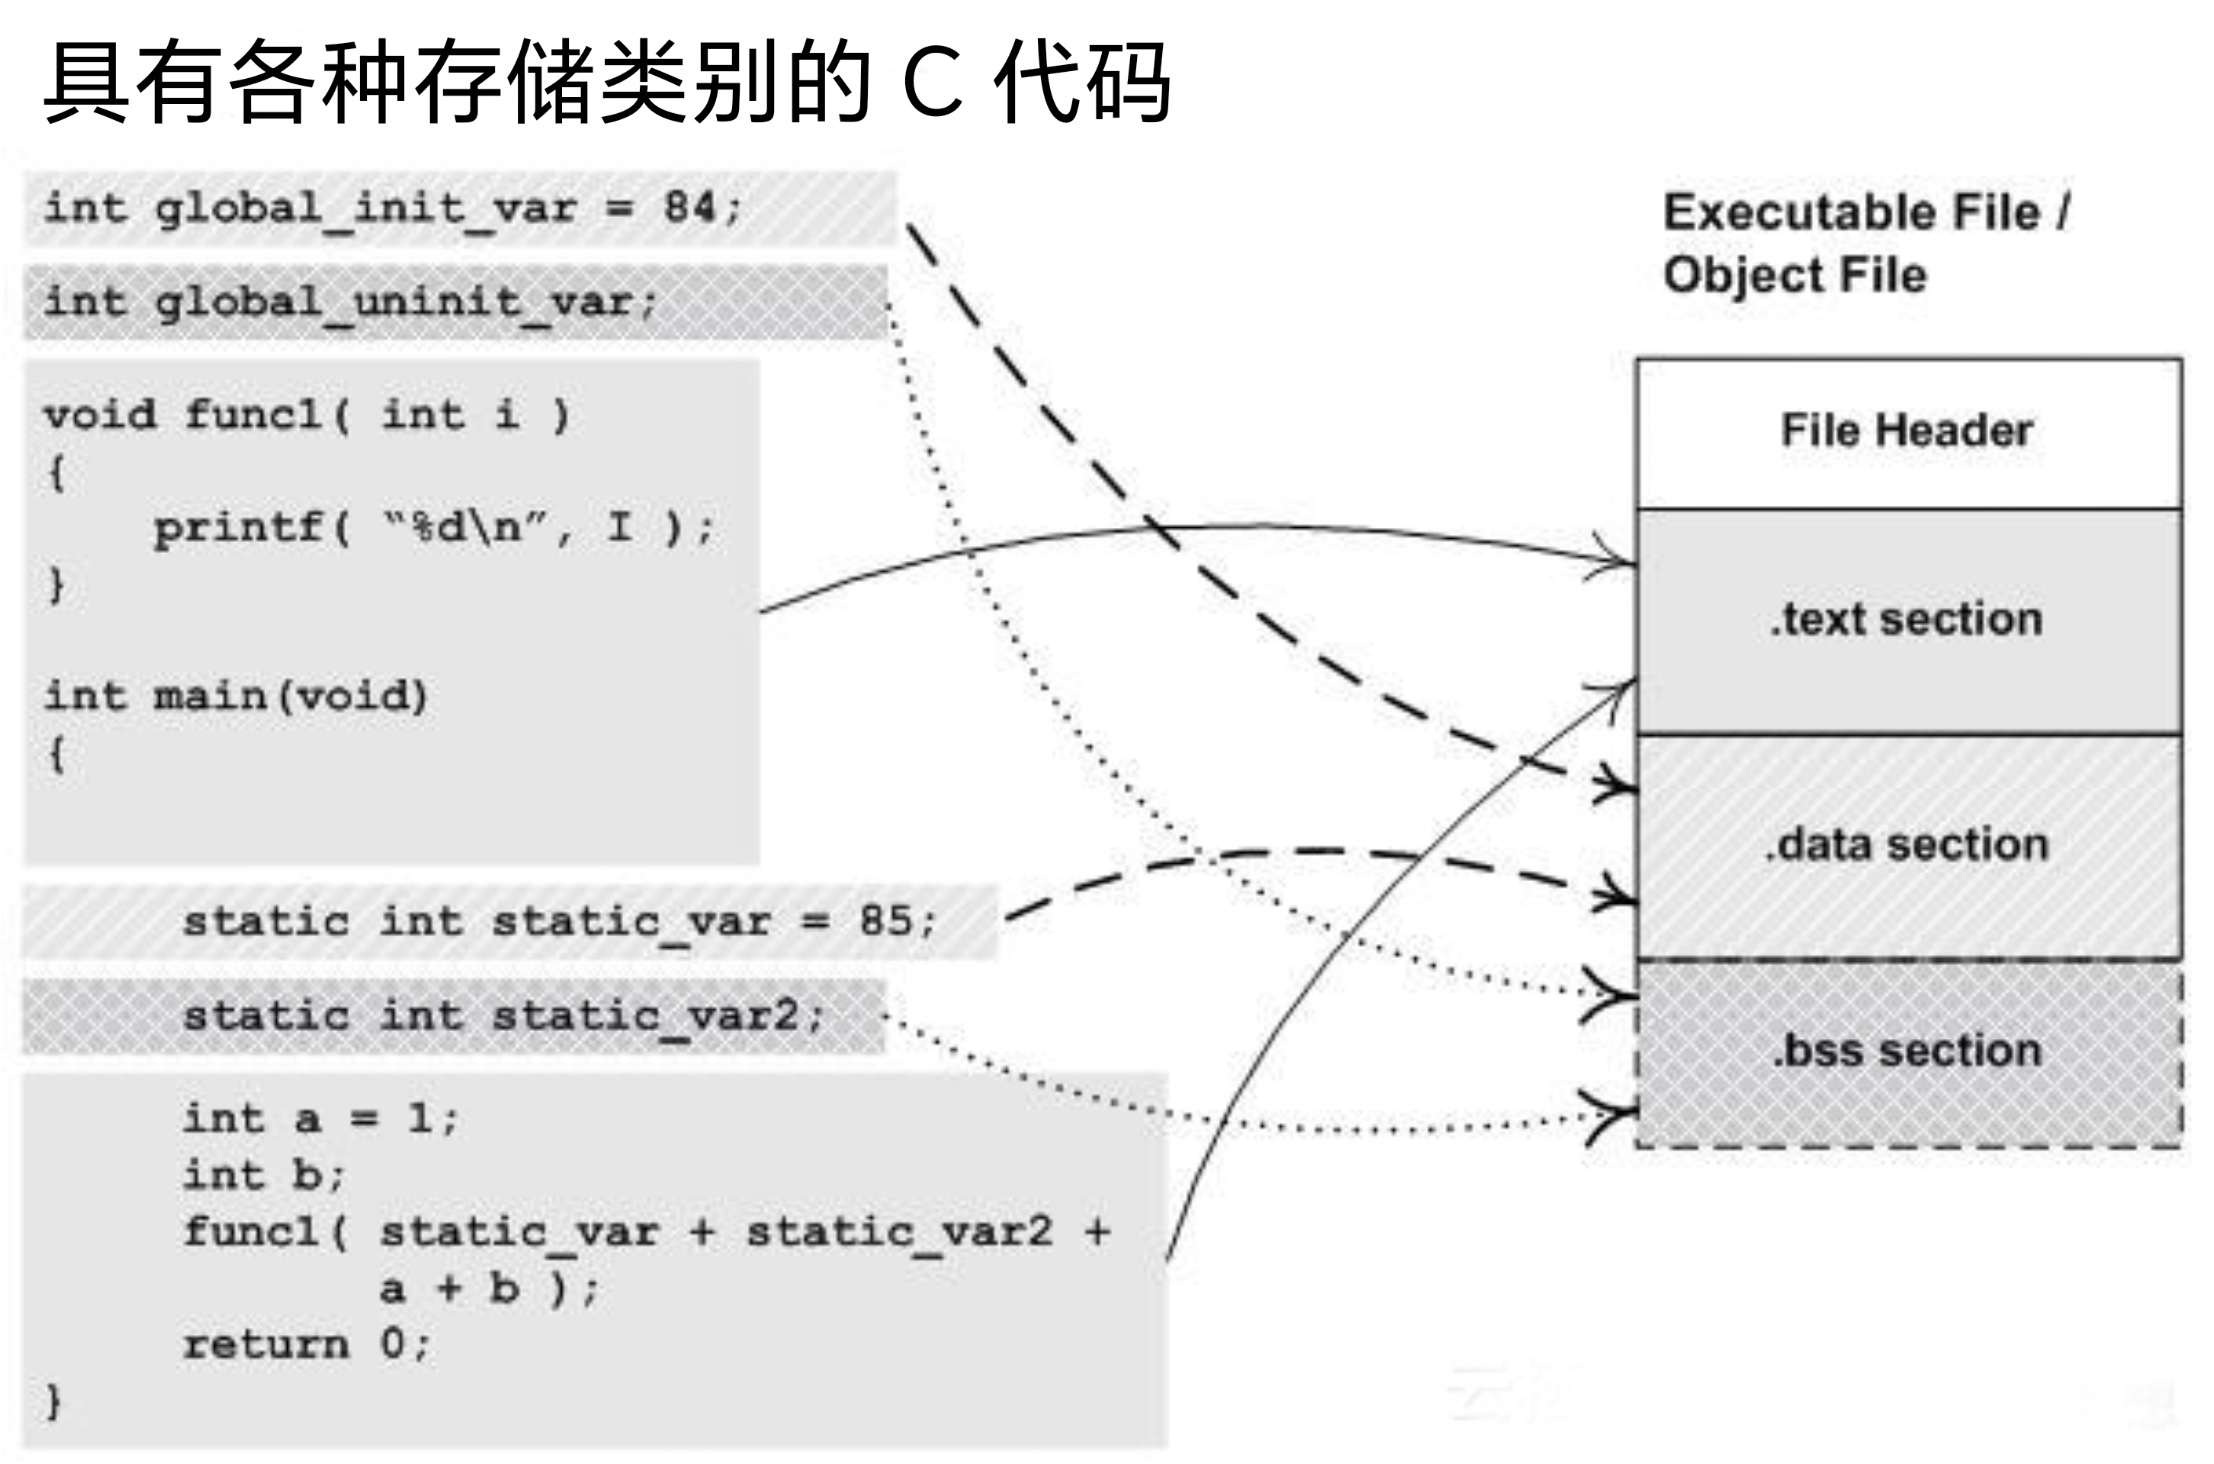 具有各种存储类别的 C 代码
int global_init_var = 84;
int global_uninit_var;
void func1( int i )
{
    printf( “%d\n”, I );
}
int main(void)
{
static int static_var = 85;
static int static_var2;
int a = 1;
int b;
func1( static_var + static_var2 +
a + b );
return 0;
}
Executable File /
Object File
File Header
.text section
.data section
.bss section